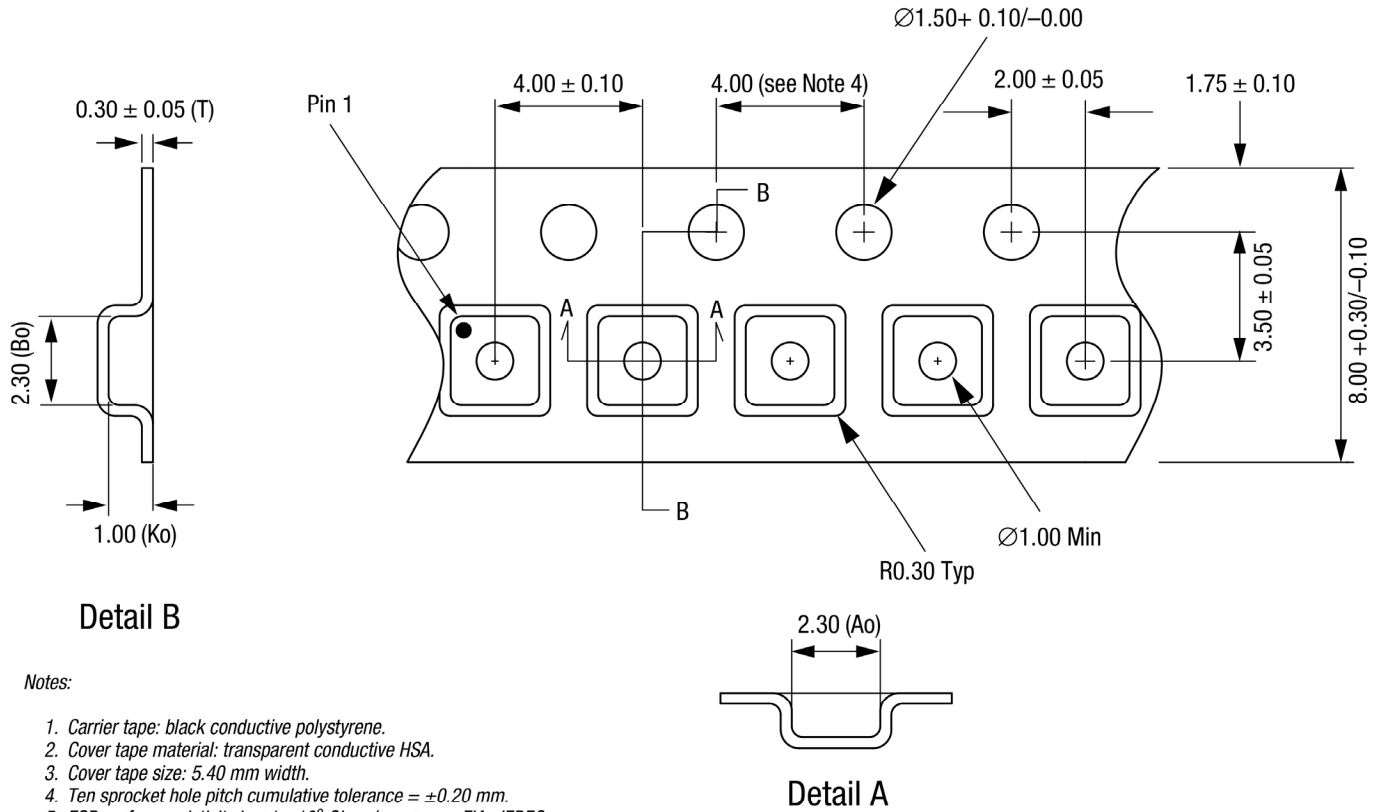 ∅1.50+ 0.10/–0.00
4.00 ± 0.10
4.00 (see Note 4)
2.00 ± 0.05
1.75 ± 0.10
0.30 ± 0.05 (T)
Pin 1
B
A
A
2.30 (Bo)
3.50 ± 0.05
8.00 +0.30/–0.10
B
1.00 (Ko)
∅1.00 Min
R0.30 Typ
Detail B
2.30 (Ao)
Notes:
1. Carrier tape: black conductive polystyrene.
2. Cover tape material: transparent conductive HSA.
3. Cover tape size: 5.40 mm width.
4. Ten sprocket hole pitch cumulative tolerance = ±0.20 mm.
Detail A